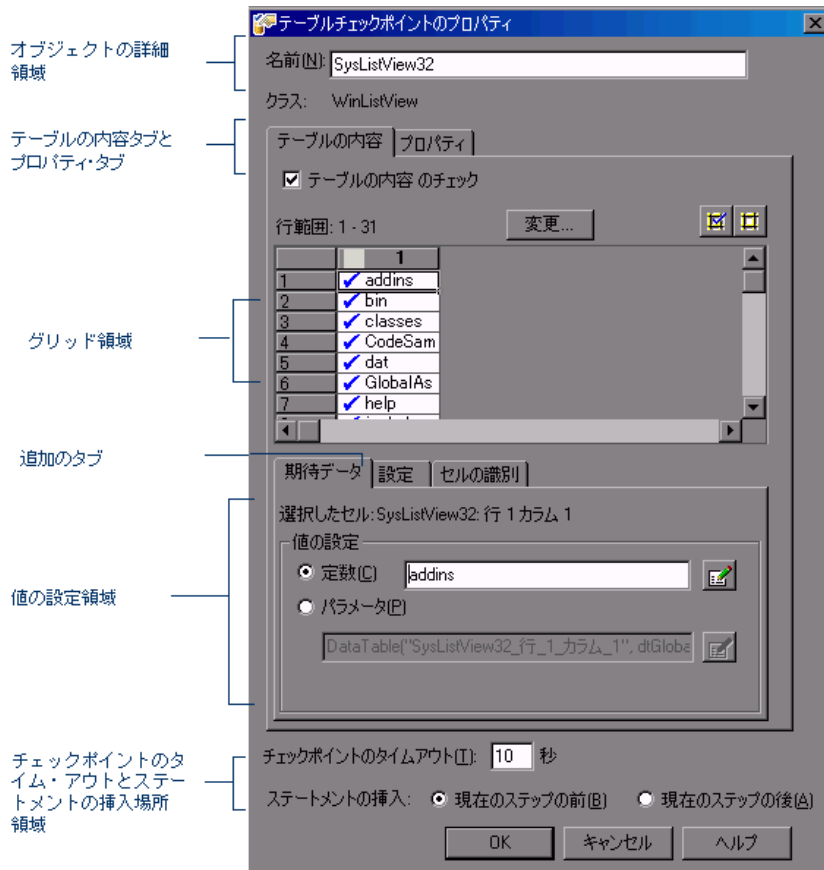 テーブルチェックポイントのプロパティ
オブジェクトの詳細
領域
名前(N):
SysListView32
クラス: WinListView
テーブルの内容タブと
プロパティ・タブ
テーブルの内容
プロパティ
テーブルの内容 のチェック
行範囲: 1 - 31
変更...
1
1 addins
2 bin
3 classes
4 CodeSam
5 dat
6 GlobalAs
7 help
グリッド領域
追加のタブ
期待データ
設定
セルの識別
選択したセル:SysListView32: 行 1 カラム 1
値の設定
定数(C)
addins
パラメータ(P)
DataTable("SysListView32_行_1_カラム_1", dtGloba
値の設定領域
チェックポイントのタ
イム・アウトとステー
トメントの挿入場所
領域
チェックポイントのタイムアウト(T): 10 秒
ステートメントの挿入: 現在のステップの前(B) 現在のステップの後(A)
OK
キャンセル
ヘルプ